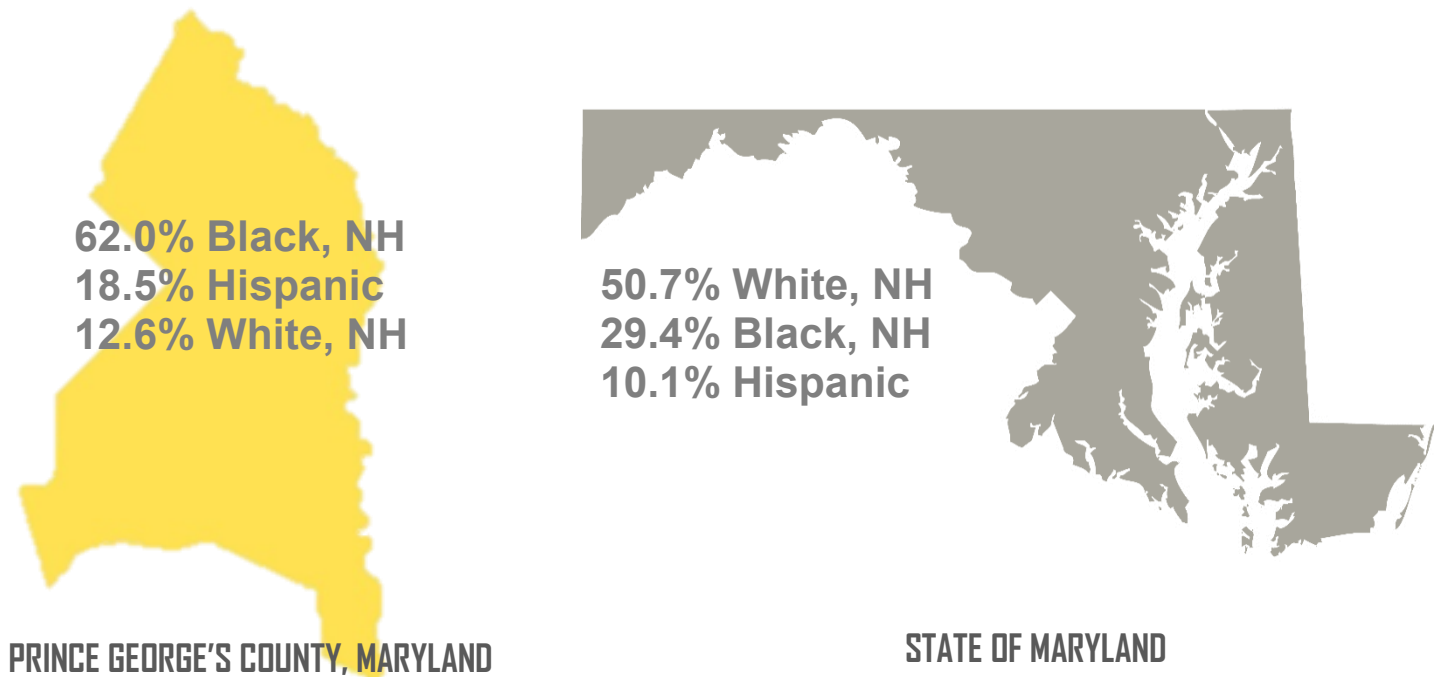 62.0% Black, NH
18.5% Hispanic
12.6% White, NH
PRINCE GEORGE'S COUNTY, MARYLAND
50.7% White, NH
29.4% Black, NH
10.1% Hispanic
STATE OF MARYLAND